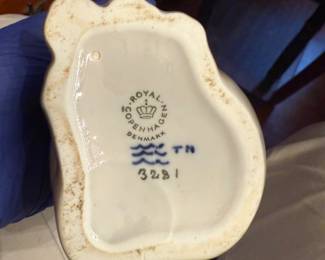 ROYAL
COPENHAGEN
DENMARK
TN
3281